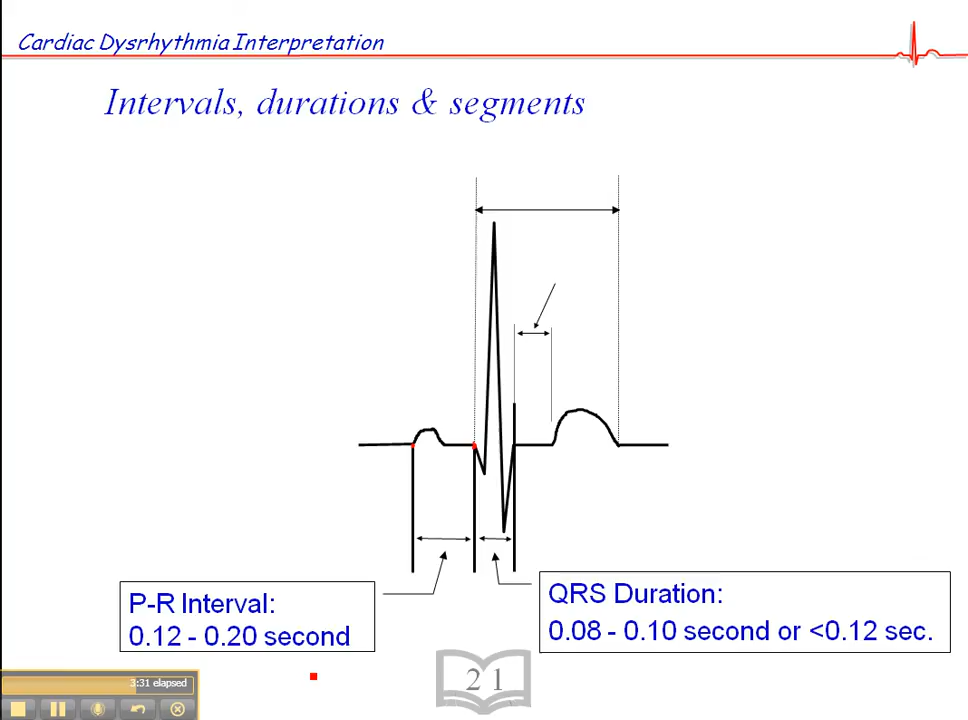 Cardiac Dysrhythmia Interpretation
Intervals, durations & segments
P-R Interval:
0.12 - 0.20 second
QRS Duration:
0.08 - 0.10 second or <0.12 sec.
21
3:31 elapsed